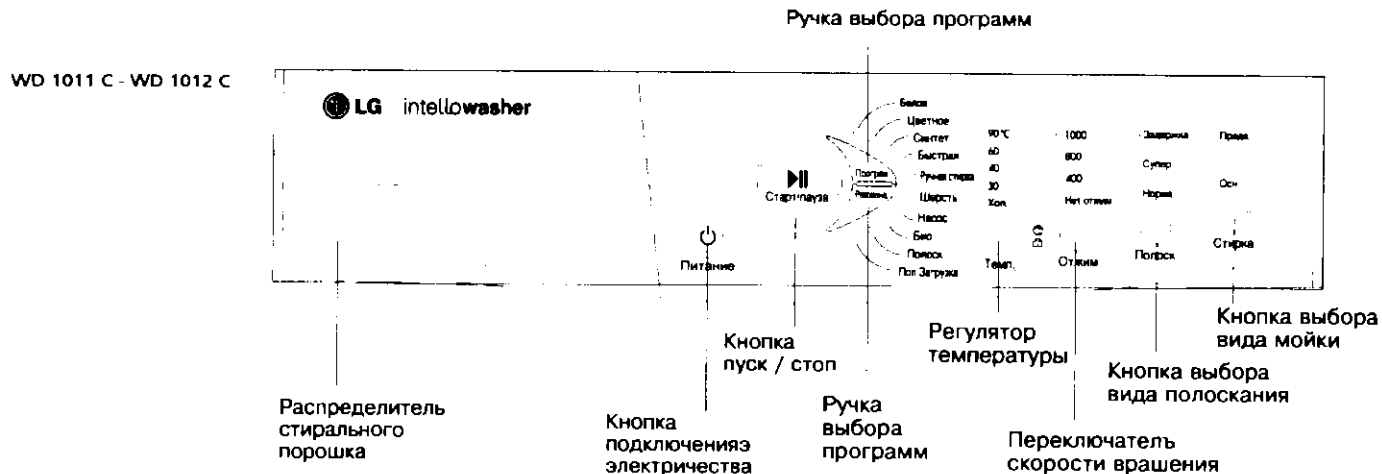 Ручка выбора программ
WD 1011 C - WD 1012 C
LG intellowasher
Белое
Цветное
Синтет
Быстрая
Ручная стирка
Шерсть
Насос
Био
Полоск
Пол Загрузка
Програм
Старт/пауза
Питание
90°C
60
40
30
Хол
Темп.
1000
800
400
Нет отжим
Отжим
Задержка
Супер
Норма
Полоск
Осн
Стирка
Кнопка выбора
вида мойки
Регулятор
температуры
Кнопка
пуск / стоп
Кнопка выбора
вида полоскания
Распределитель
стирального
порошка
Кнопка
подключенияэ
электричества
Ручка
выбора
программ
Переключатель
скорости врашения